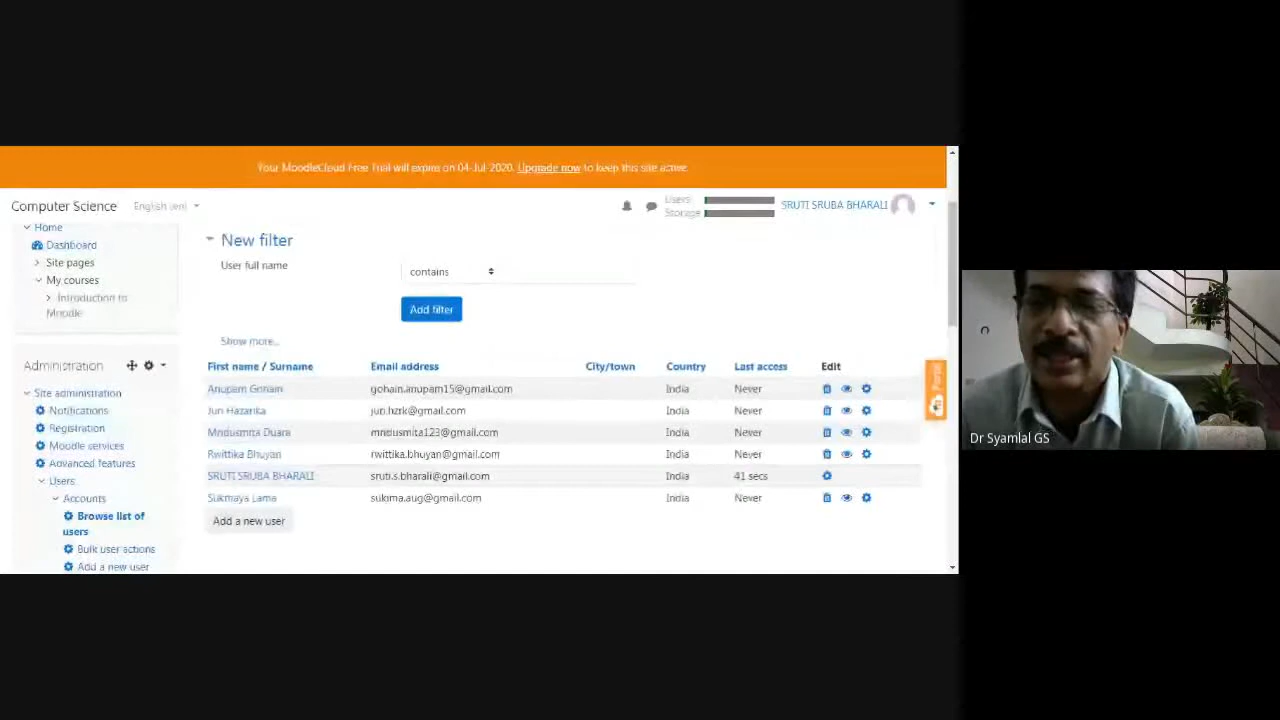 Your MoodleCloud Free Trial will expire on 04-Jul-2020. Upgrade now to keep this site active.
Computer Science English (en) Users SRUTI SRUBA BHARALI
Storage
Home
Dashboard
Site pages
My courses
Introduction to
Moodle
Administration
Site administration
Notifications
Registration
Moodle services
Advanced features
Users
Accounts
Browse list of
users
Bulk user actions
Add a new user
New filter
User full name contains
Add filter
Show more...
First name / Surname Email address City/town Country Last access Edit
Anupam Gohain gohain.anupam15@gmail.com India Never
Jun Hazarika jun.hzrk@gmail.com India Never
Mridusmita Duara mridusmita123@gmail.com India Never
Rwittika Bhuyan rwittika.bhuyan@gmail.com India Never
SRUTI SRUBA BHARALI sruti.s.bharali@gmail.com India 41 secs
Sukmaya Lama sukma.aug@gmail.com India Never
Add a new user
Portal
Dr Syamlal GS